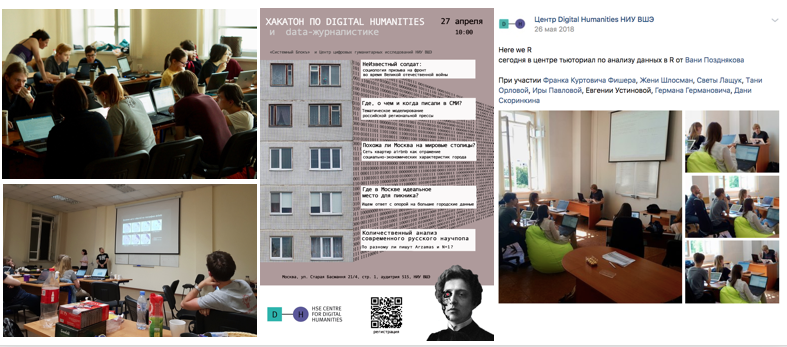 ХАКАТОН ПО DIGITAL HUMANITIES
и data-журналистике
27 апреля
10:00
«Системный Блокъ» и Центр цифровых гуманитарных исследований НИУ ВШЭ
Неизвестный солдат:
социология призыва на фронт
во время Великой отечественной войны
Где, о чем и когда писали в СМИ?
Тематическое моделирование
российской региональной прессы
Похожа ли Москва на мировые столицы?
Сеть квартир airbnb как отражение
социально-экономических характеристик города
Где в Москве идеальное
место для пикника?
Ищем ответ с опорой на большие городские данные
Количественный анализ
современного русского научпопа
По разному ли пишут Arzamas и N+1?
Москва, ул. Старая Басманная 21/4, стр. 1, аудитория 515. НИУ ВШЭ
D H
HSE CENTRE
FOR DIGITAL
HUMANITIES
регистрация
D H
Центр Digital Humanities НИУ ВШЭ
26 мая 2018
Here we R
сегодня в центре тьюториал по анализу данных в R от Вани Позднякова
При участии Франка Куртовича Фишера, Жени Шлосман, Светы Лащук, Тани
Орловой, Иры Павловой, Евгении Устиновой, Германа Германовича, Дани
Скоринкина